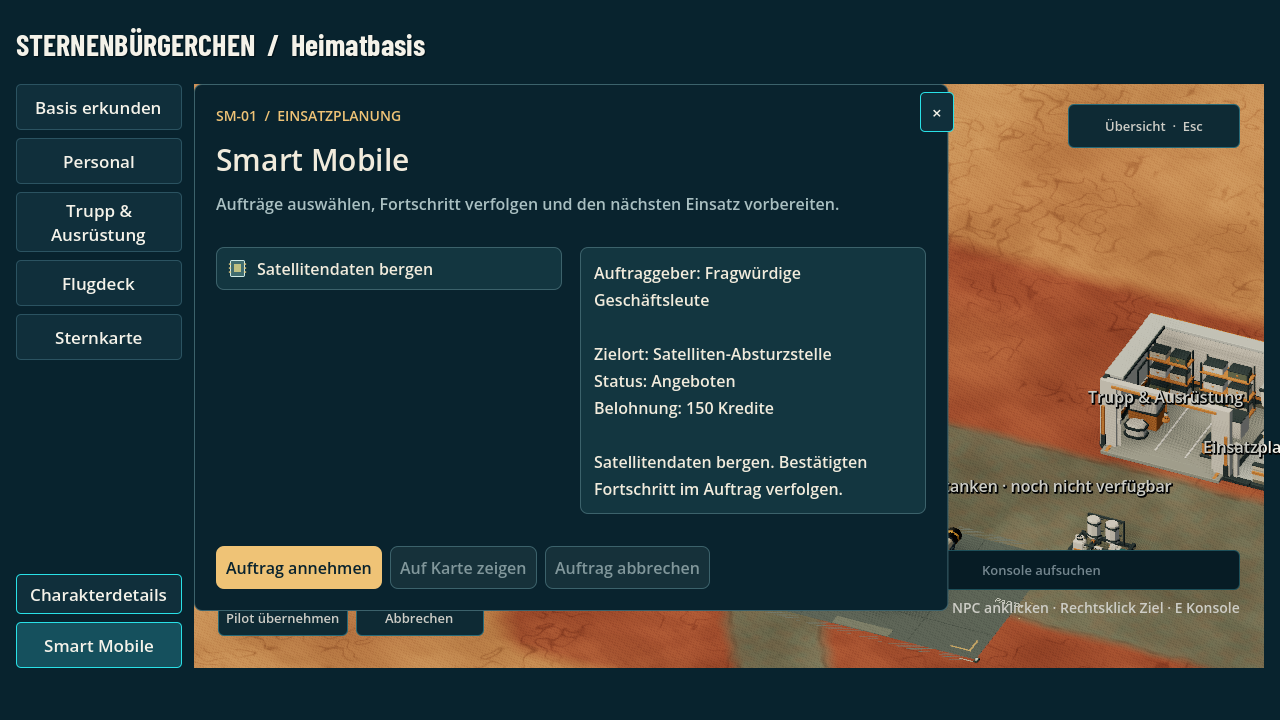 STERNENBÜRGERCHEN / Heimatbasis
Basis erkunden
Personal
Trupp &
Ausrüstung
Flugdeck
Sternkarte
Charakterdetails
Smart Mobile
SM-01 / EINSATZPLANUNG
×
Smart Mobile
Aufträge auswählen, Fortschritt verfolgen und den nächsten Einsatz vorbereiten.
Satellitendaten bergen
Auftraggeber: Fragwürdige
Geschäftsleute
Zielort: Satelliten-Absturzstelle
Status: Angeboten
Belohnung: 150 Kredite
Satellitendaten bergen. Bestätigten
Fortschritt im Auftrag verfolgen.
Auftrag annehmen
Auf Karte zeigen
Auftrag abbrechen
Pilot übernehmen
Abbrechen
Übersicht · Esc
Trupp & Ausrüstung
Einsatzpla
anken · noch nicht verfügbar
Konsole aufsuchen
NPC anklicken · Rechtsklick Ziel · E Konsole